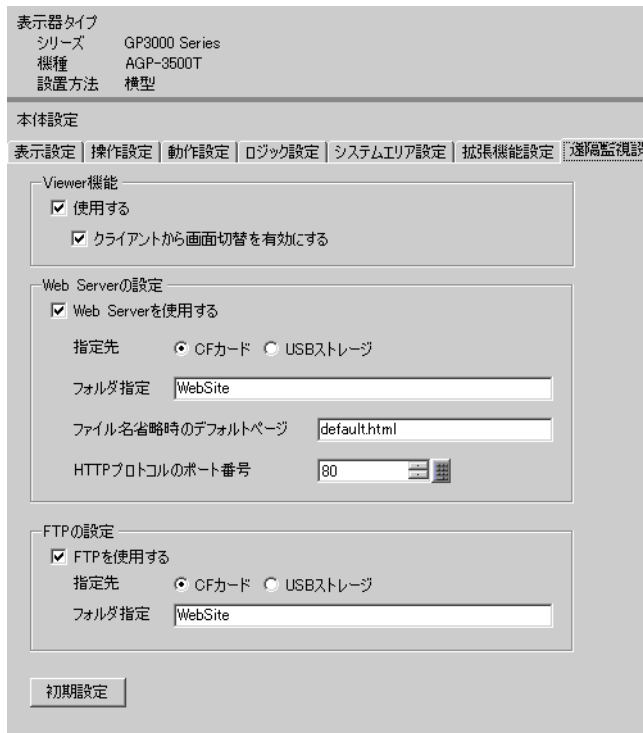 表示器タイプ
シリーズ GP3000 Series
機種 AGP-3500T
設置方法 横型
本体設定
表示設定 操作設定 動作設定 ロジック設定 システムエリア設定 拡張機能設定 遠隔監視設
Viewer機能
使用する
クライアントから画面切替を有効にする
Web Serverの設定
Web Serverを使用する
指定先 CFカード USBストレージ
フォルダ指定 WebSite
ファイル名省略時のデフォルトページ default.html
HTTPプロトコルのポート番号 80
FTPの設定
FTPを使用する
指定先 CFカード USBストレージ
フォルダ指定 WebSite
初期設定